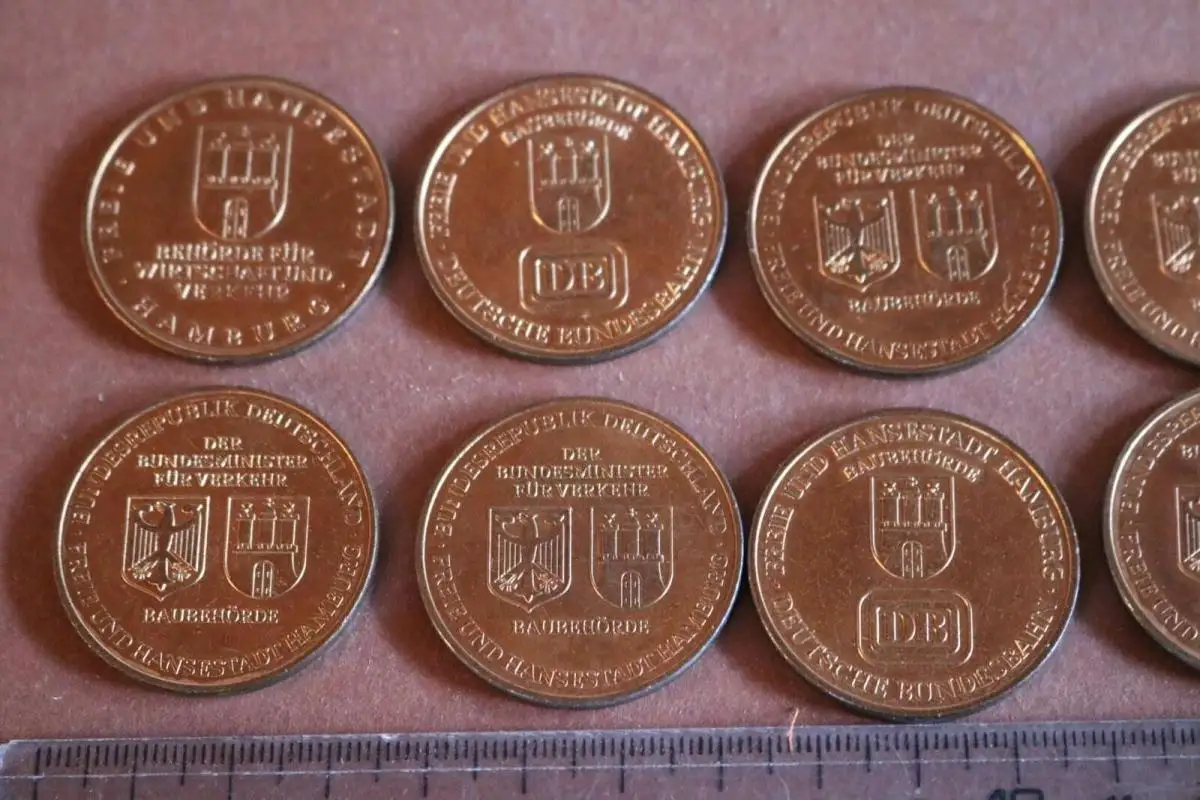 FREIE UND HANSESTADT
BEHÖRDE FÜR
WIRTSCHAFT UND
VERKEHR
· HAMBURG ·
FREIE UND HANSESTADT HAMBURG
BAUBEHÖRDE
DB
· DEUTSCHE BUNDESBAHN ·
BUNDESREPUBLIK DEUTSCHLAND
DER
BUNDESMINISTER
FÜR VERKEHR
BAUBEHÖRDE
· FREIE UND HANSESTADT HAMBURG ·
FREIE UND
BUNDESREPUBLIK DEUTSCHLAND
DER
BUNDESMINISTER
FÜR VERKEHR
BAUBEHÖRDE
· FREIE UND HANSESTADT HAMBURG ·
BUNDESREPUBLIK DEUTSCHLAND
DER
BUNDESMINISTER
FÜR VERKEHR
BAUBEHÖRDE
· FREIE UND HANSESTADT HAMBURG ·
FREIE UND HANSESTADT HAMBURG
BAUBEHÖRDE
DB
· DEUTSCHE BUNDESBAHN ·